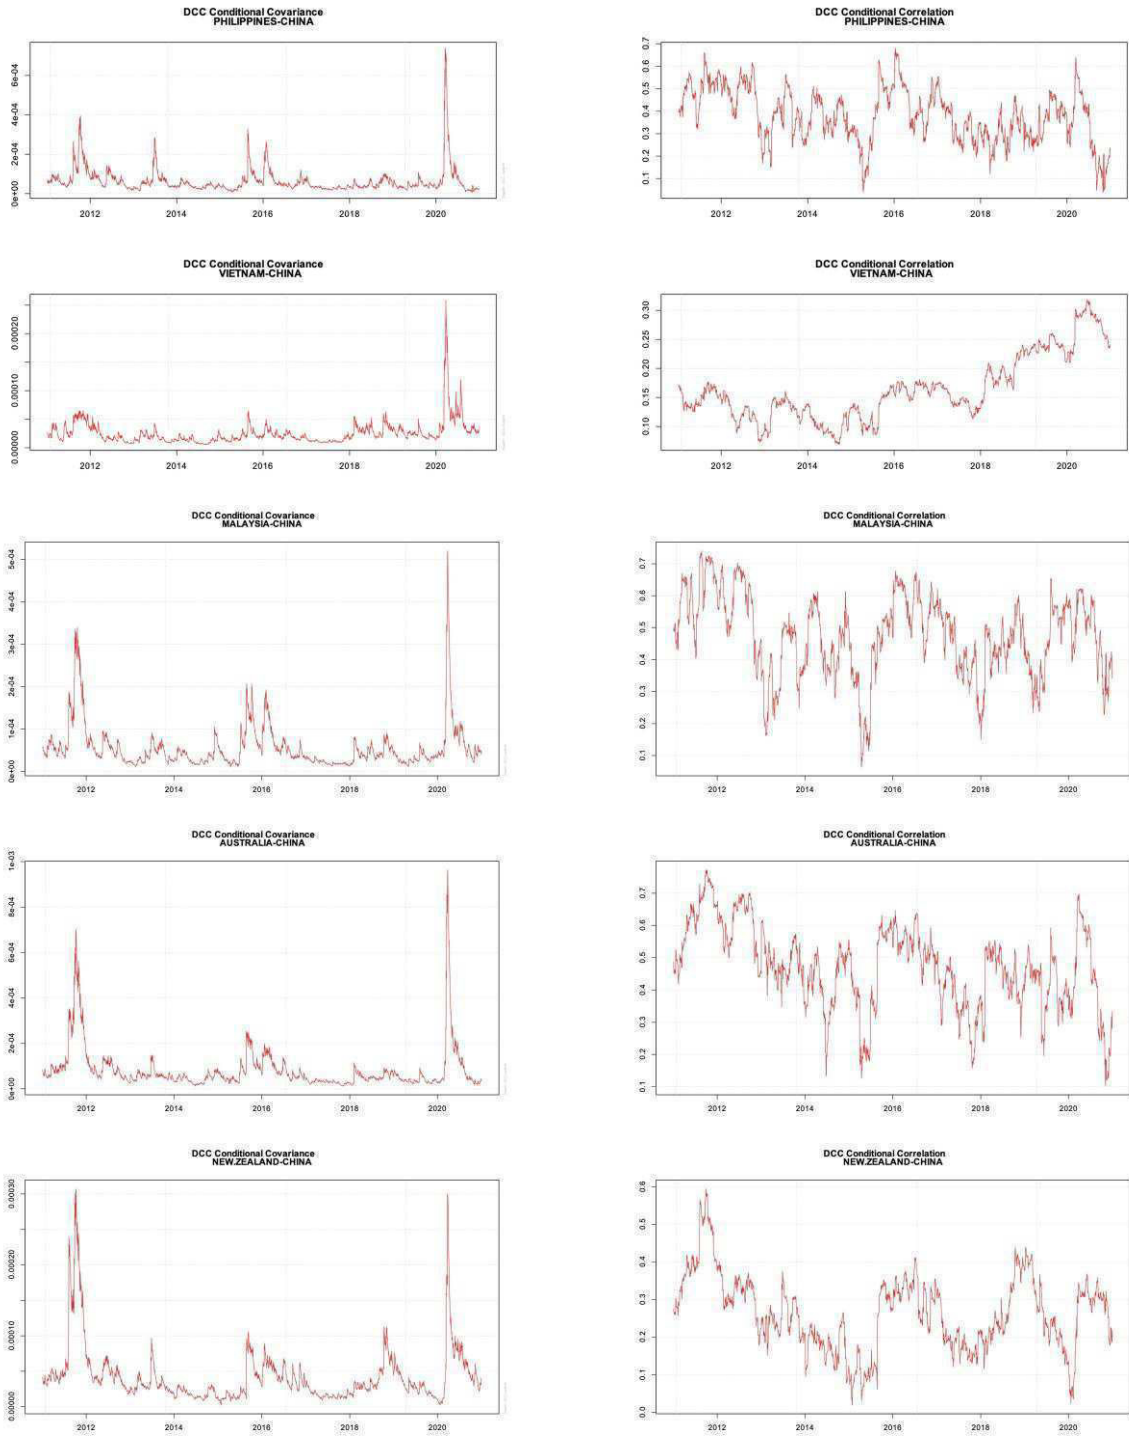 DCC Conditional Covariance
PHILIPPINES-CHINA
6e-04
4e-04
2e-04
0e+00
2012 2014 2016 2018 2020
DCC Conditional Correlation
PHILIPPINES-CHINA
0.7
0.6
0.5
0.4
0.3
0.2
0.1
2012 2014 2016 2018 2020
DCC Conditional Covariance
VIETNAM-CHINA
0.00020
0.00010
0.00000
2012 2014 2016 2018 2020
DCC Conditional Correlation
VIETNAM-CHINA
0.30
0.25
0.20
0.15
0.10
2012 2014 2016 2018 2020
DCC Conditional Covariance
MALAYSIA-CHINA
5e-04
4e-04
3e-04
2e-04
1e-04
0e+00
2012 2014 2016 2018 2020
DCC Conditional Correlation
MALAYSIA-CHINA
0.7
0.6
0.5
0.4
0.3
0.2
0.1
2012 2014 2016 2018 2020
DCC Conditional Covariance
AUSTRALIA-CHINA
1e-03
8e-04
6e-04
4e-04
2e-04
0e+00
2012 2014 2016 2018 2020
DCC Conditional Correlation
AUSTRALIA-CHINA
0.7
0.6
0.5
0.4
0.3
0.2
0.1
2012 2014 2016 2018 2020
DCC Conditional Covariance
NEW.ZEALAND-CHINA
0.00030
0.00020
0.00010
0.00000
2012 2014 2016 2018 2020
DCC Conditional Correlation
NEW.ZEALAND-CHINA
0.6
0.5
0.4
0.3
0.2
0.1
0.0
2012 2014 2016 2018 2020